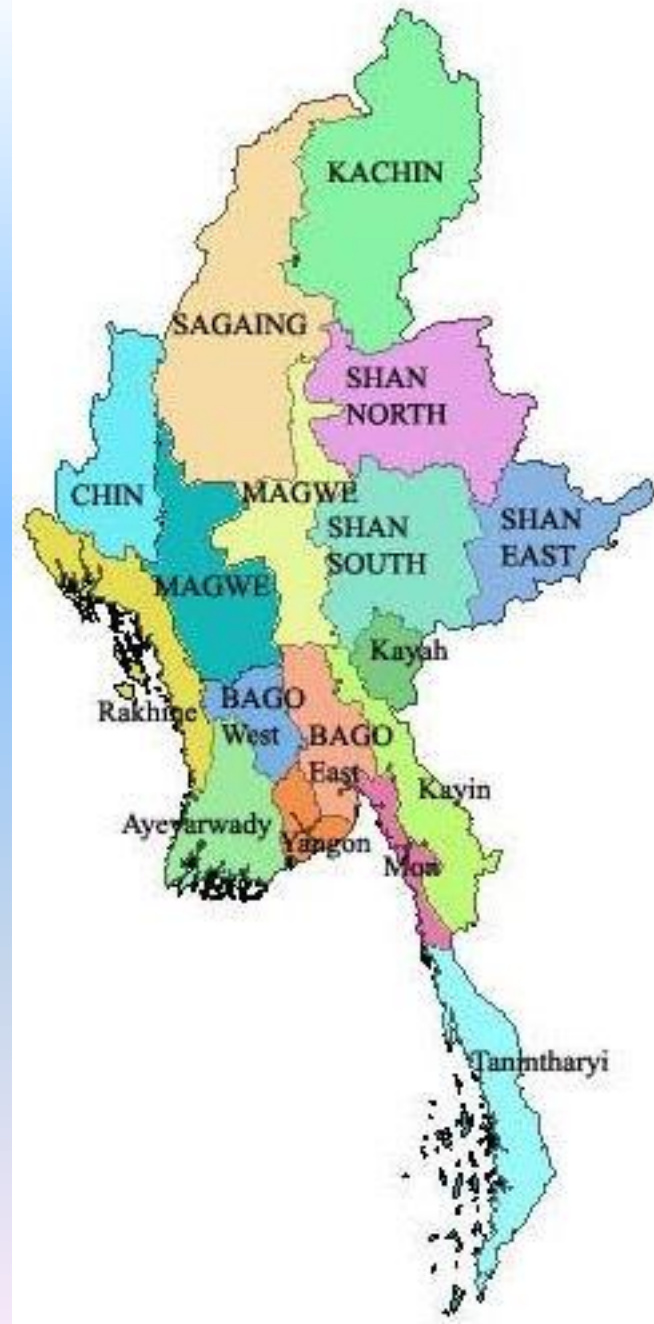 KACHIN
SAGAING
SHAN
NORTH
CHIN
MAGWE
SHAN
SOUTH
SHAN
EAST
MAGWE
Kayah
Rakhine
BAGO
West
BAGO
East
Kayin
Ayeyarwady
Yangon
Mon
Tanintharyi